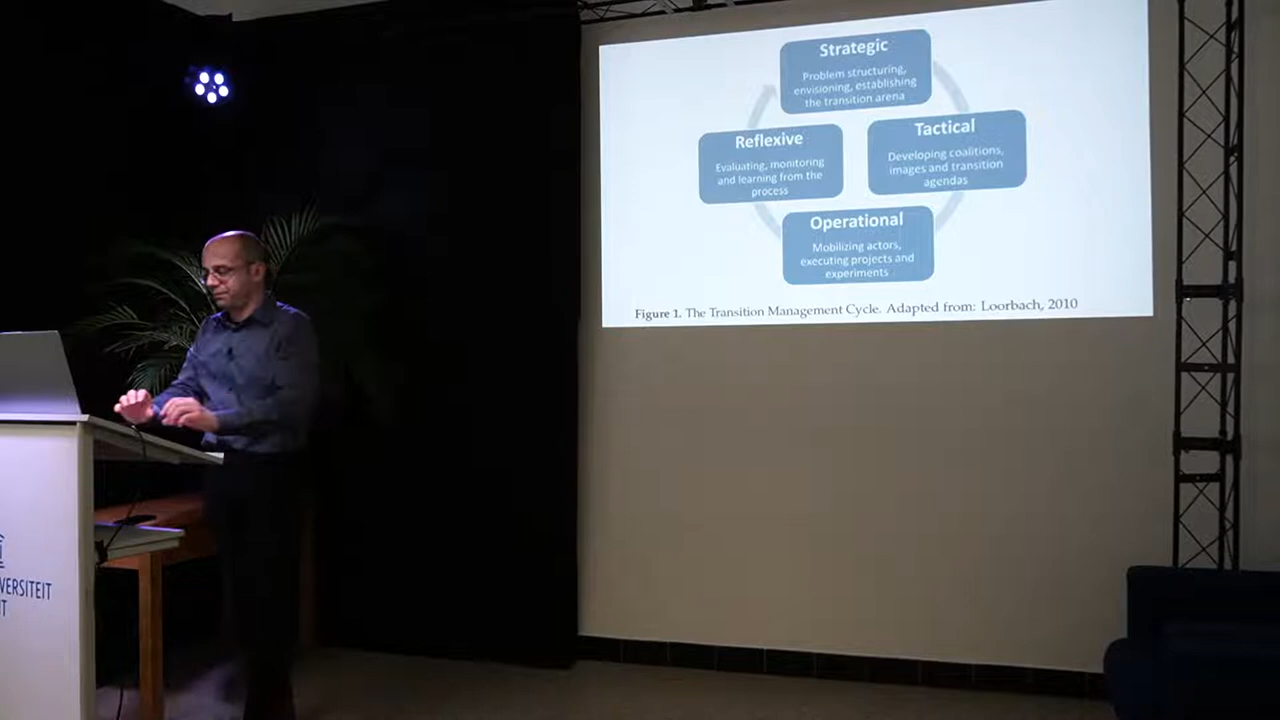 Strategic
Problem structuring,
envisioning, establishing
the transition arena
Tactical
Developing coalitions,
images and transition
agendas
Reflexive
Evaluating, monitoring
and learning from the
process
Operational
Mobilizing actors,
executing projects and
experiments
Figure 1. The Transition Management Cycle. Adapted from: Loorbach, 2010
VERSITEIT
T